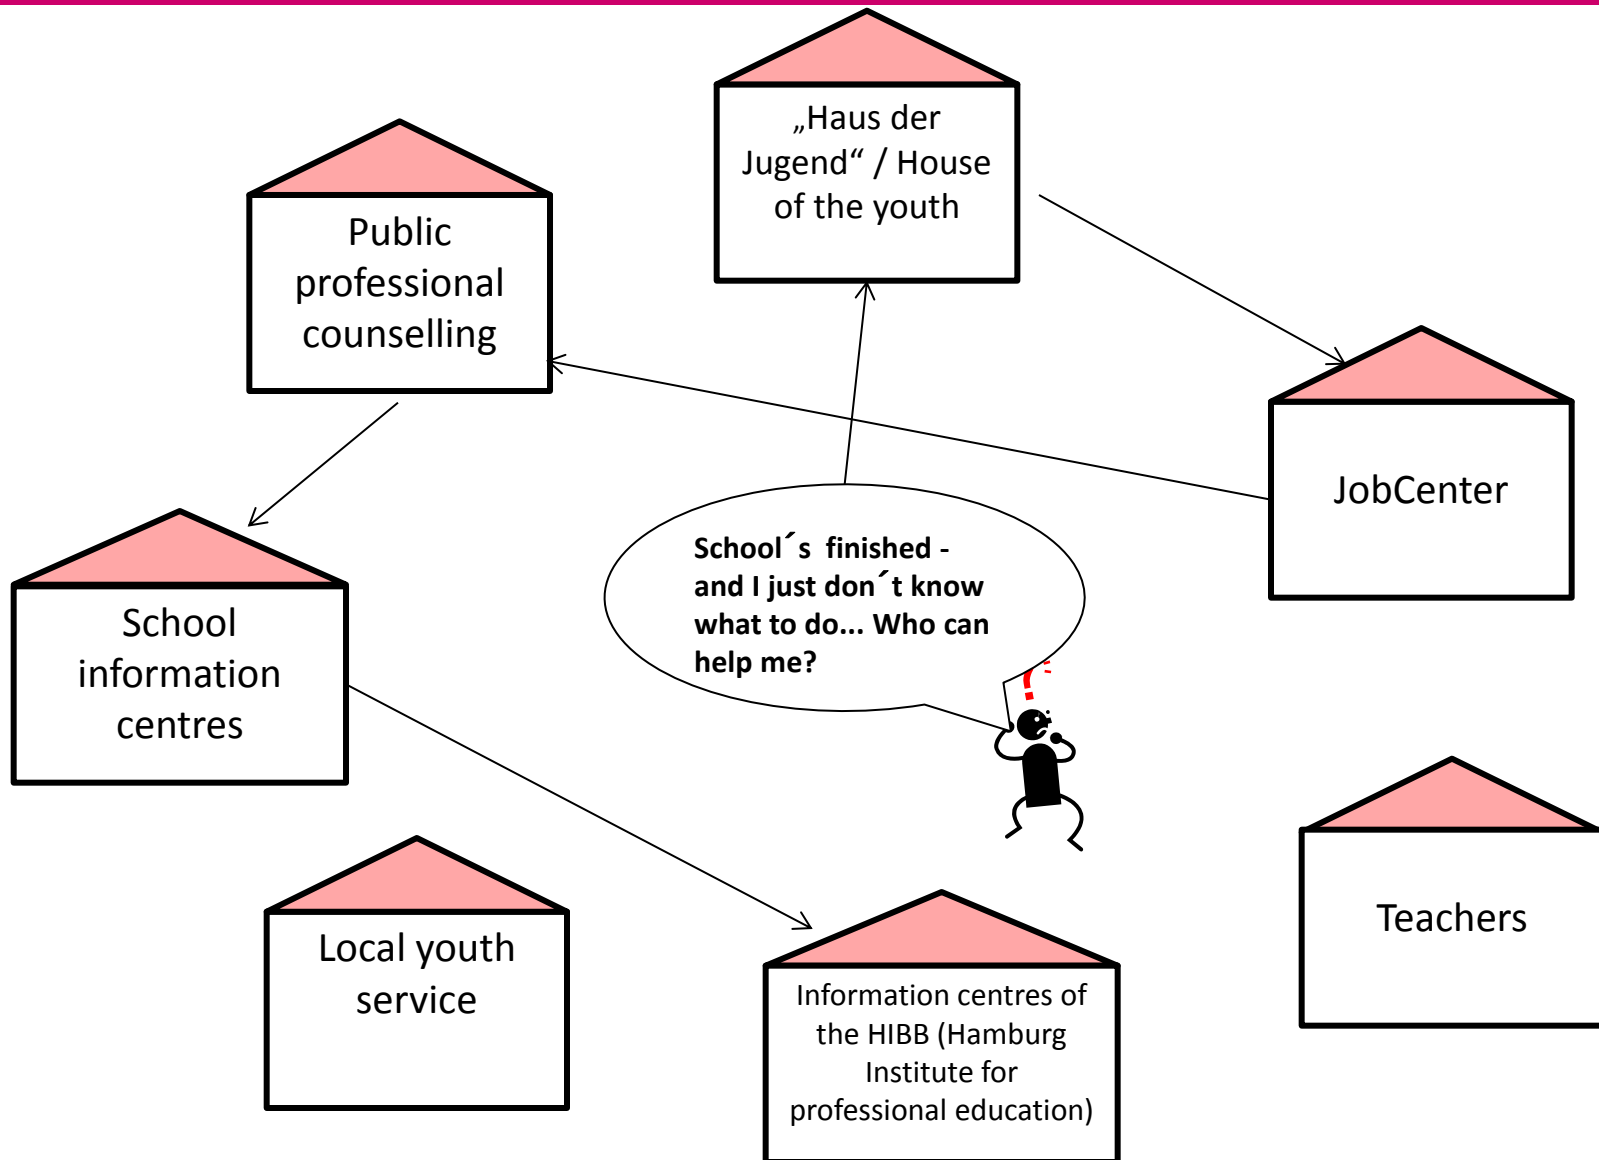 „Haus der
Jugend“ / House
of the youth
Public
professional
counselling
JobCenter
School´s  finished -
and I just don´t know
what to do... Who can
help me?
School
information
centres
Teachers
Local youth
service
Information centres of
the HIBB (Hamburg
Institute for
professional education)